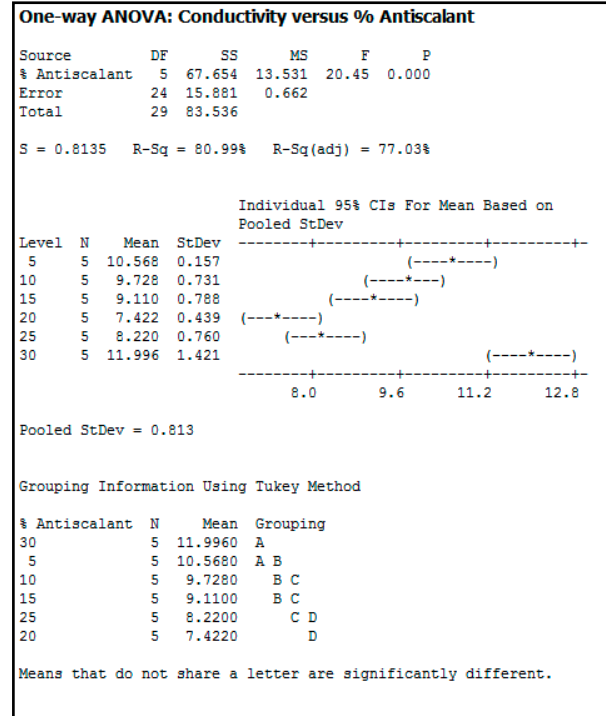 One-way ANOVA: Conductivity versus % Antiscalant
Source DF SS MS F P
% Antiscalant 5 67.654 13.531 20.45 0.000
Error 24 15.881 0.662
Total 29 83.536
S = 0.8135 R-Sq = 80.99% R-Sq(adj) = 77.03%
Individual 95% CIs For Mean Based on
Pooled StDev
Level N Mean StDev --------+---------+---------+---------+-
5 5 10.568 0.157 (----*----)
10 5 9.728 0.731 (----*---)
15 5 9.110 0.788 (----*----)
20 5 7.422 0.439 (---*----)
25 5 8.220 0.760 (---*----)
30 5 11.996 1.421 (----*----)
--------+---------+---------+---------+-
8.0 9.6 11.2 12.8
Pooled StDev = 0.813
Grouping Information Using Tukey Method
% Antiscalant N Mean Grouping
30 5 11.9960 A
5 5 10.5680 A B
10 5 9.7280 B C
15 5 9.1100 B C
25 5 8.2200 C D
20 5 7.4220 D
Means that do not share a letter are significantly different.